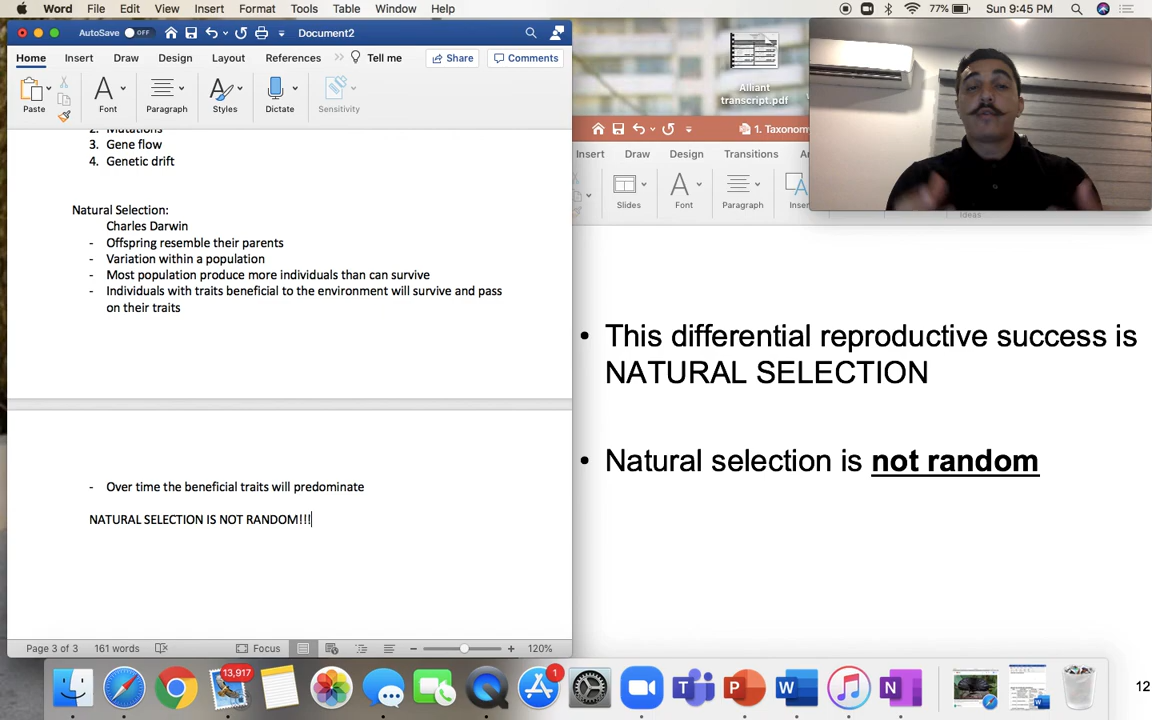 Word File Edit View Insert Format Tools Table Window Help 77% Sun 9:45 PM
AutoSave OFF Document2
Home Insert Draw Design Layout References Tell me Share Comments
Paste Font Paragraph Styles Dictate Sensitivity
3. Gene flow
4. Genetic drift
Natural Selection:
Charles Darwin
- Offspring resemble their parents
- Variation within a population
- Most population produce more individuals than can survive
- Individuals with traits beneficial to the environment will survive and pass
on their traits
- Over time the beneficial traits will predominate
NATURAL SELECTION IS NOT RANDOM!!!
Page 3 of 3 161 words Focus 120%
Alliant
transcript.pdf
1. Taxonom
Insert Draw Design Transitions
Slides Font Paragraph Inser
Ideas
• This differential reproductive success is
NATURAL SELECTION
• Natural selection is not random
12
13,917
1